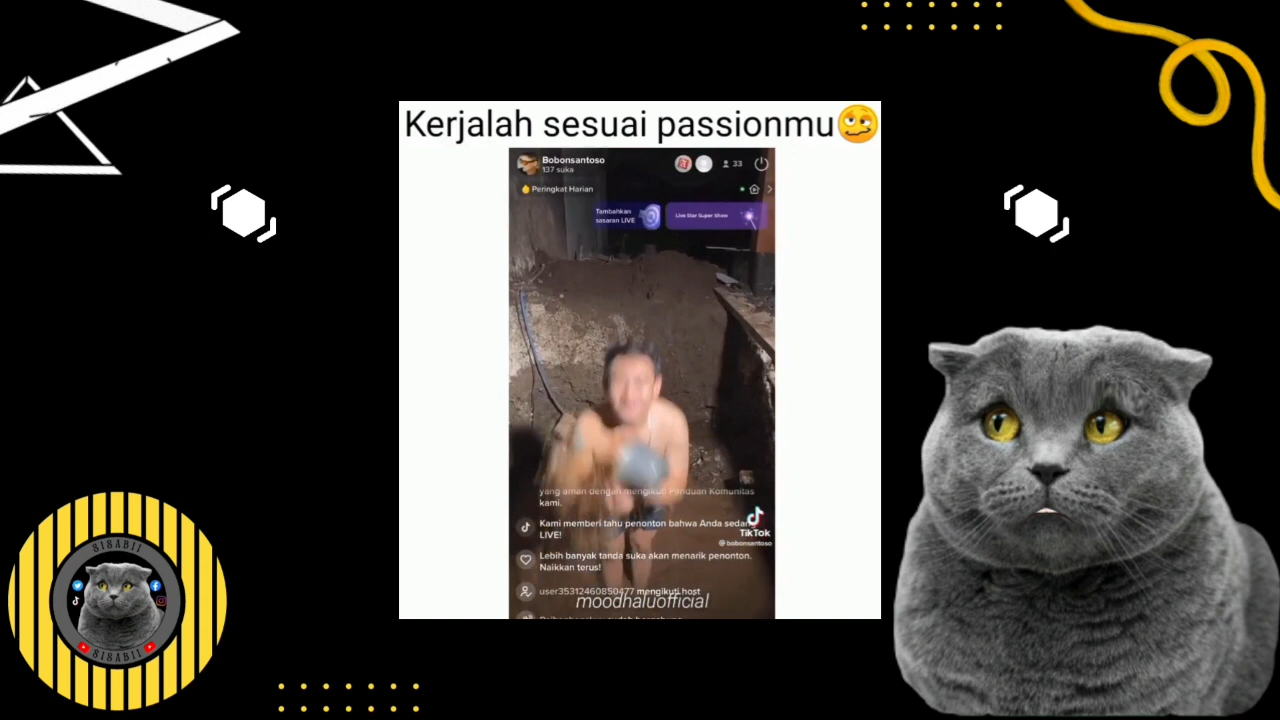 Kerjalah sesuai passionmu🥴
Bobonsantoso
137 suka
33
Peringkat Harian
Tambahkan
sasaran LIVE
Live Star Super Show
yang aman dengan mengikuti Panduan Komunitas
kami.
Kami memberi tahu penonton bahwa Anda sedang
LIVE!
TikTok
@bobonsantoso
Lebih banyak tanda suka akan menarik penonton.
Naikkan terus!
user35312460850477 mengikuti host
moodhaluofficial
SISABII
SISABII